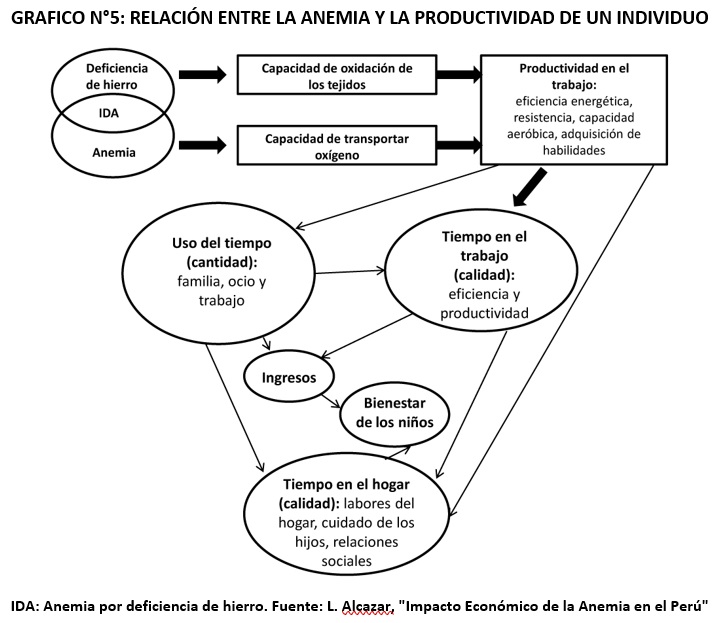 GRAFICO N°5: RELACIÓN ENTRE LA ANEMIA Y LA PRODUCTIVIDAD DE UN INDIVIDUO
Deficiencia
de hierro
IDA
Anemia
Capacidad de oxidación de
los tejidos
Capacidad de transportar
oxígeno
Productividad en el
trabajo:
eficiencia energética,
resistencia, capacidad
aeróbica, adquisición de
habilidades
Uso del tiempo
(cantidad):
familia, ocio y
trabajo
Tiempo en el
trabajo
(calidad):
eficiencia y
productividad
Ingresos
Bienestar
de los niños
Tiempo en el hogar
(calidad): labores del
hogar, cuidado de los
hijos, relaciones
sociales
IDA: Anemia por deficiencia de hierro. Fuente: L. Alcazar, "Impacto Económico de la Anemia en el Perú"